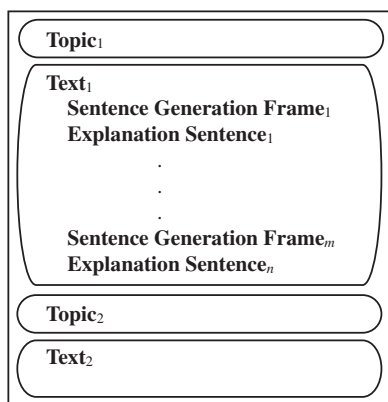 Topic₁
Text₁
Sentence Generation Frame₁
Explanation Sentence₁
.
.
.
Sentence Generation Frameₘ
Explanation Sentenceₙ
Topic₂
Text₂